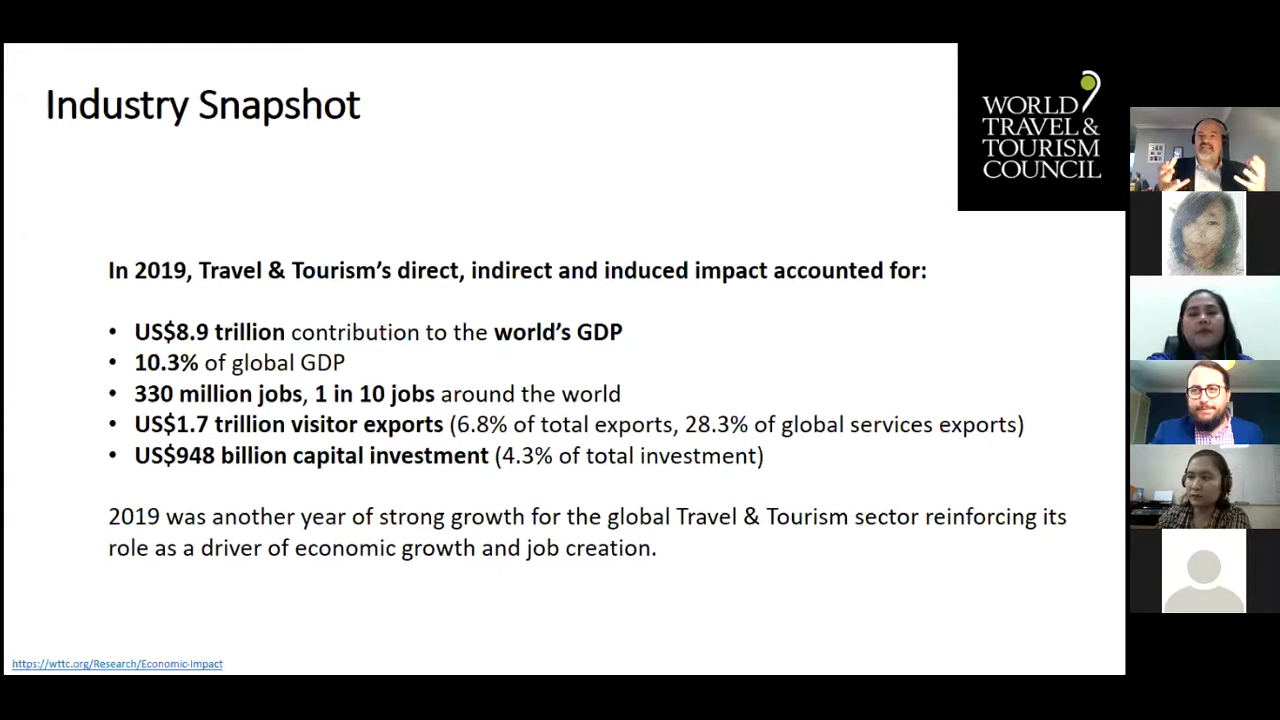 Industry Snapshot
WORLD
TRAVEL &
TOURISM
COUNCIL
In 2019, Travel & Tourism’s direct, indirect and induced impact accounted for:
• US$8.9 trillion contribution to the world’s GDP
• 10.3% of global GDP
• 330 million jobs, 1 in 10 jobs around the world
• US$1.7 trillion visitor exports (6.8% of total exports, 28.3% of global services exports)
• US$948 billion capital investment (4.3% of total investment)
2019 was another year of strong growth for the global Travel & Tourism sector reinforcing its
role as a driver of economic growth and job creation.
https://wttc.org/Research/Economic-Impact